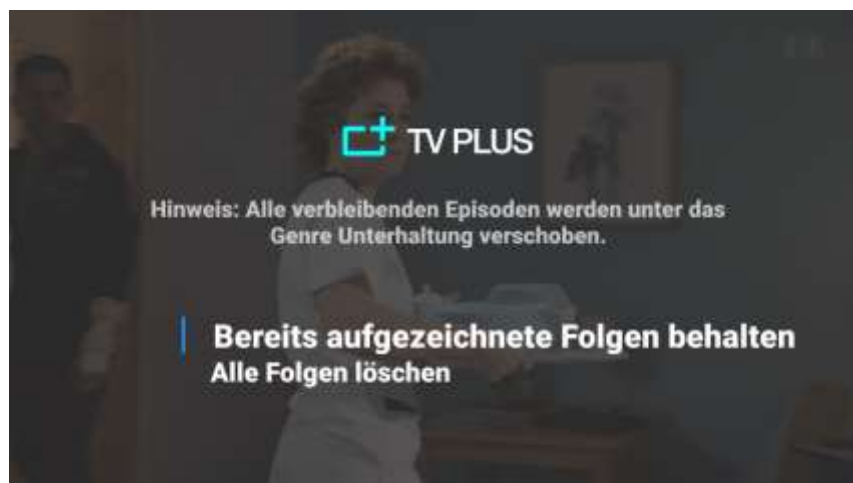 TV PLUS
Hinweis: Alle verbleibenden Episoden werden unter das
Genre Unterhaltung verschoben.
Bereits aufgezeichnete Folgen behalten
Alle Folgen löschen